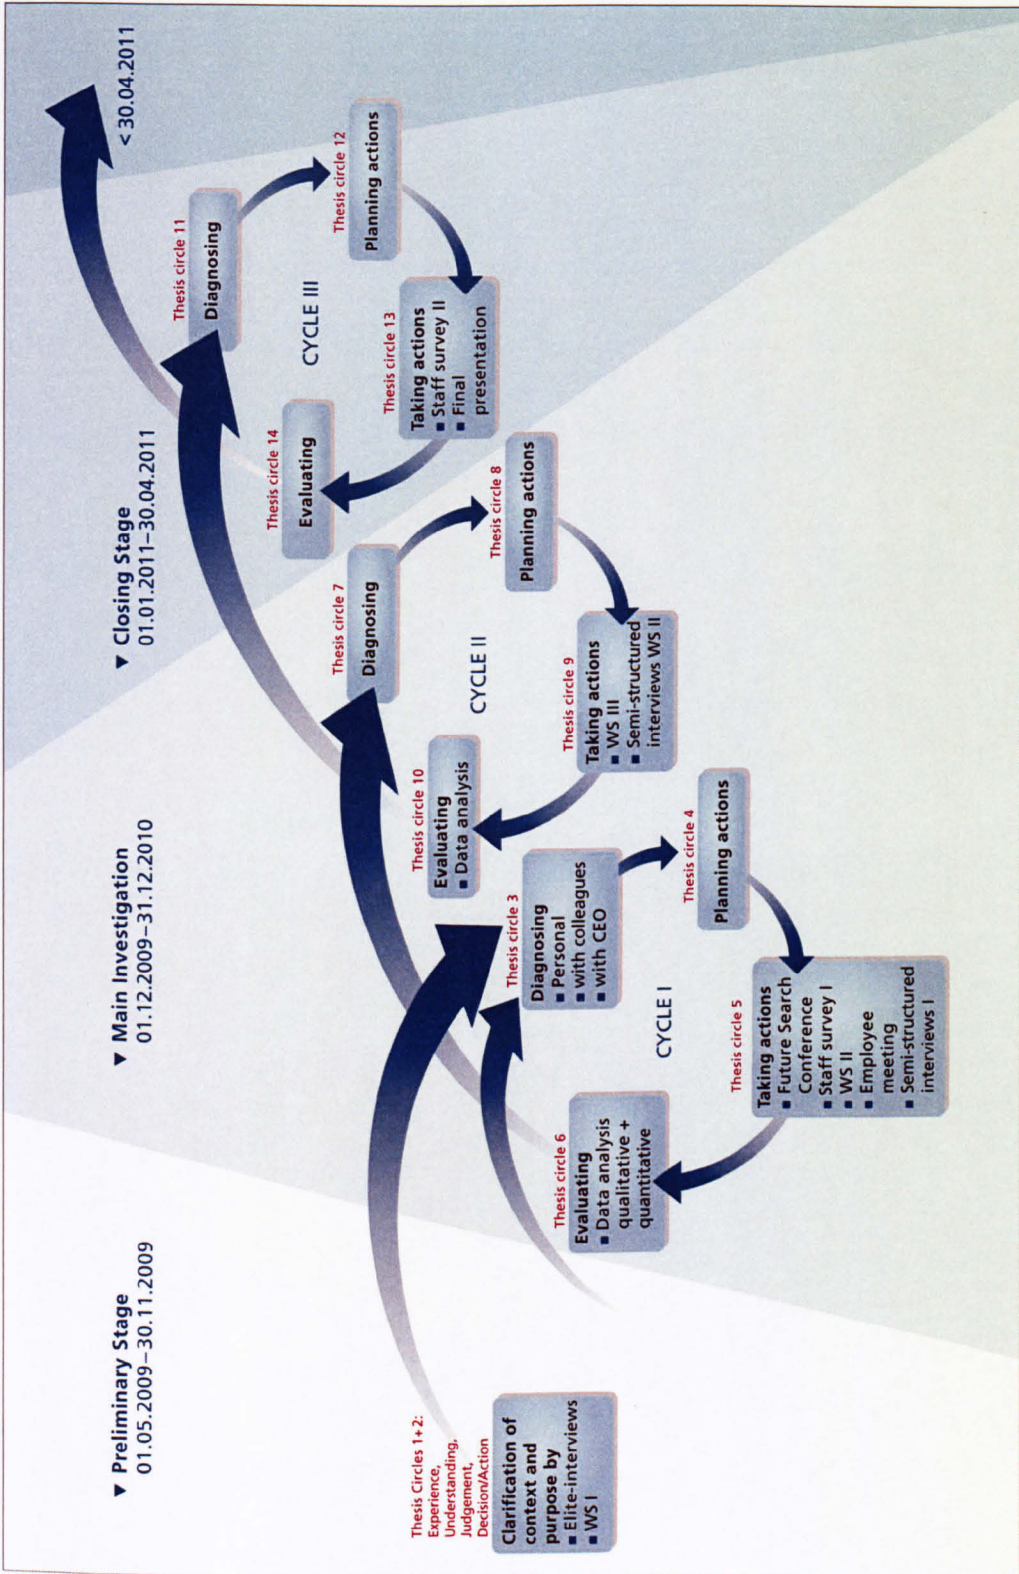 ▼ Preliminary Stage
01.05.2009–30.11.2009
▼ Main Investigation
01.12.2009–31.12.2010
▼ Closing Stage
01.01.2011–30.04.2011
< 30.04.2011
Thesis Circles 1+2:
Experience,
Understanding,
Judgement,
Decision/Action
Clarification of
context and
purpose by
■ Elite-interviews
■ WS I
Thesis circle 3
Diagnosing
■ Personal
■ with colleagues
■ with CEO
Thesis circle 4
Planning actions
CYCLE I
Thesis circle 5
Taking actions
■ Future Search
Conference
■ Staff survey I
■ WS II
■ Employee
meeting
■ Semi-structured
interviews I
Thesis circle 6
Evaluating
■ Data analysis
qualitative +
quantitative
Thesis circle 7
Diagnosing
Thesis circle 8
Planning actions
CYCLE II
Thesis circle 9
Taking actions
■ WS III
■ Semi-structured
interviews WS II
Thesis circle 10
Evaluating
■ Data analysis
Thesis circle 11
Diagnosing
Thesis circle 12
Planning actions
CYCLE III
Thesis circle 13
Taking actions
■ Staff survey II
■ Final
presentation
Thesis circle 14
Evaluating